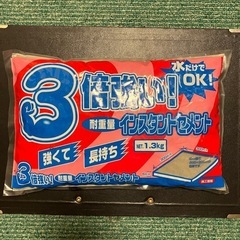 水だけで
OK!
3倍強い!
耐重量 インスタントセメント
強くて 長持ち
NET. 1.3kg
3倍強い! 耐重量 インスタントセメント